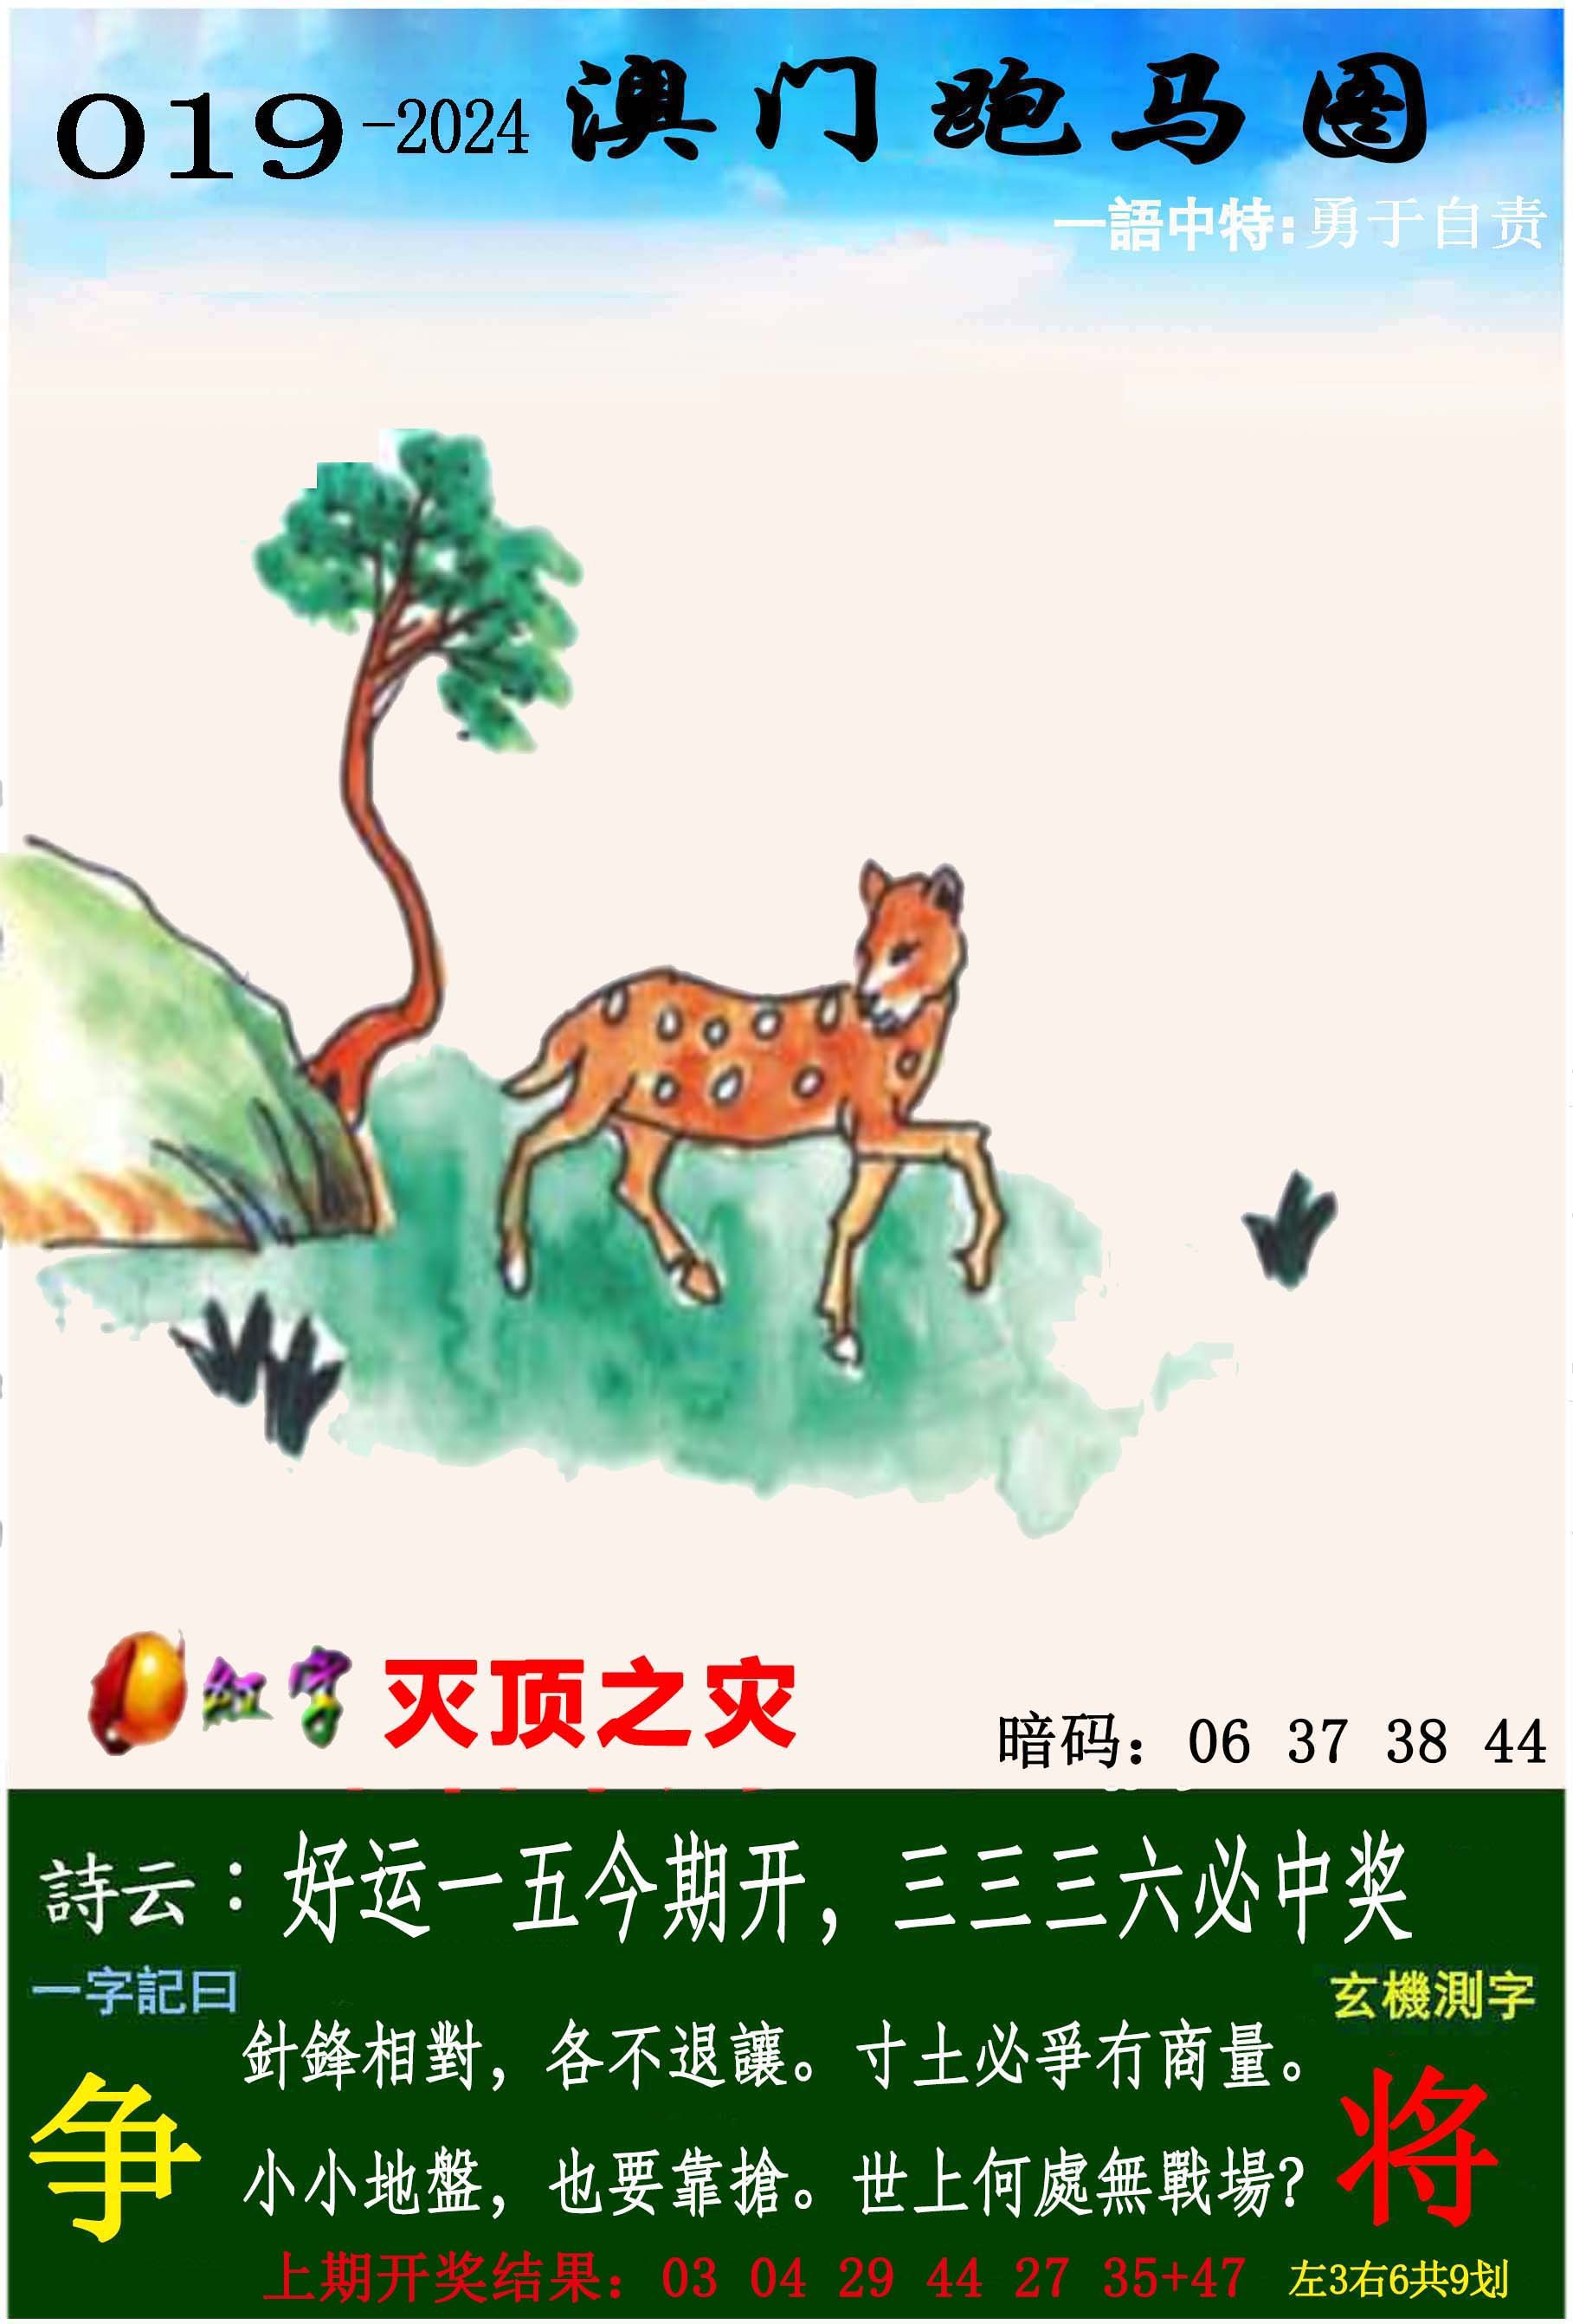 019-2024 澳门跑马图
一語中特:勇于自责
红字 灭顶之灾
暗码：06 37 38 44
詩云：好运一五今期开，三三三六必中奖
一字記曰
玄機測字
針鋒相對，各不退讓。寸土必爭冇商量。
争
将
小小地盤，也要靠搶。世上何處無戰場？
上期开奖结果：03 04 29 44 27 35+47
左3右6共9划